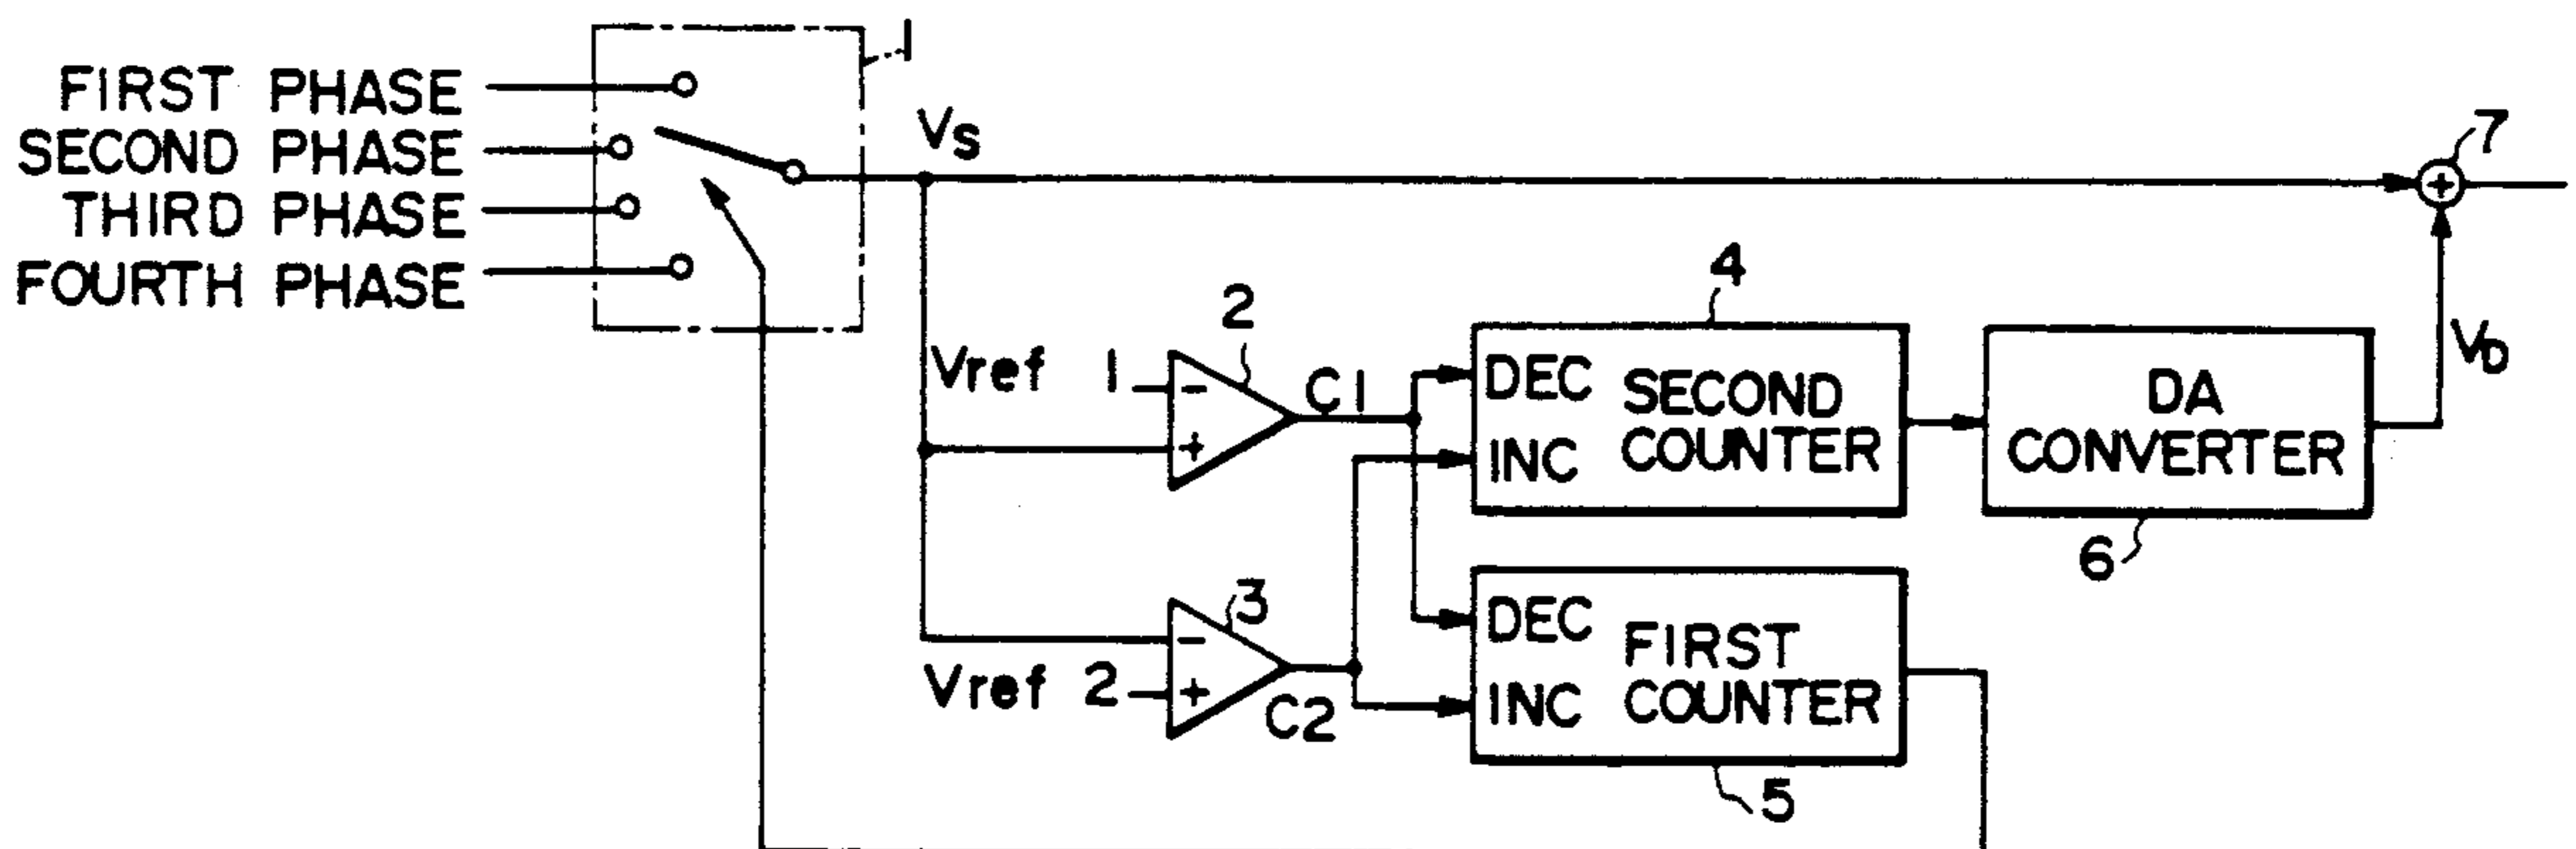 1
FIRST PHASE
SECOND PHASE
THIRD PHASE
FOURTH PHASE
Vs
7
+
2
Vref 1
-
+
C1
4
DEC
INC
SECOND
COUNTER
DA
CONVERTER
6
VD
3
-
Vref 2
+
C2
DEC
INC
FIRST
COUNTER
5